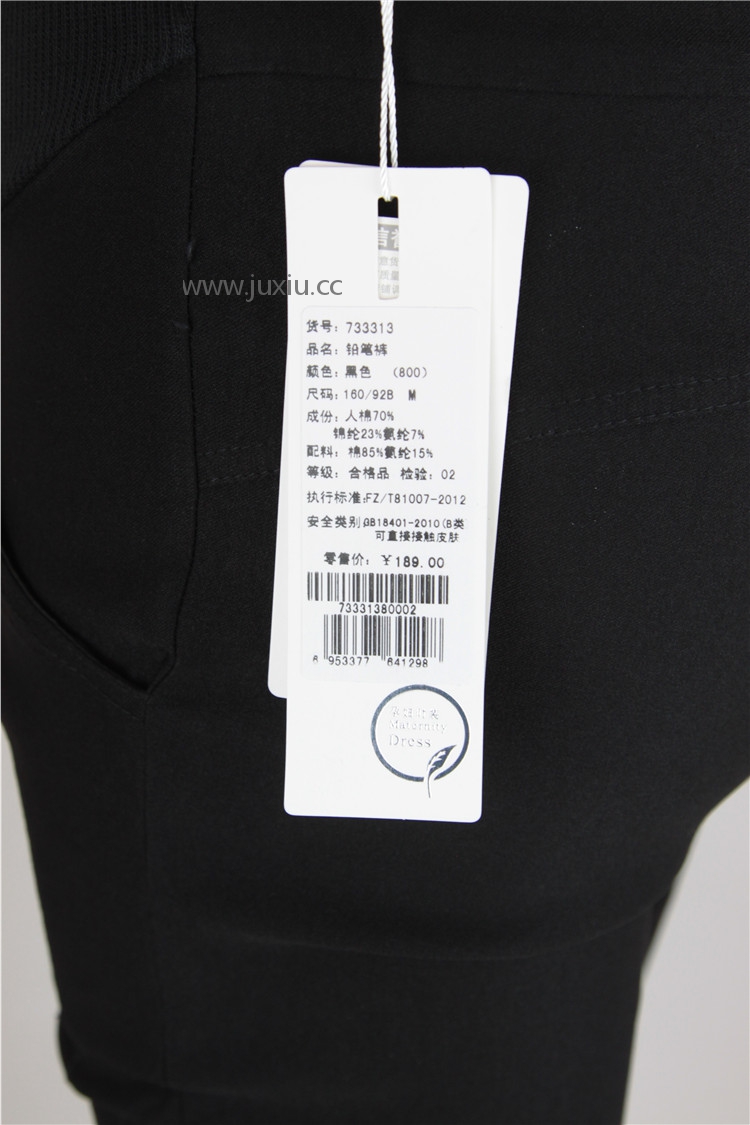 www.juxiu.cc
货号: 733313
品名: 铅笔裤
颜色: 黑色 (800)
尺码: 160/92B M
成份: 人棉70%
锦纶23%氨纶7%
配料: 棉85%氨纶15%
等级: 合格品 检验: 02
执行标准:FZ/T81007-2012
安全类别:GB18401-2010(B类
可直接接触皮肤
零售价: ¥189.00
73331380002
6 953377 641298
Maternity
Dress